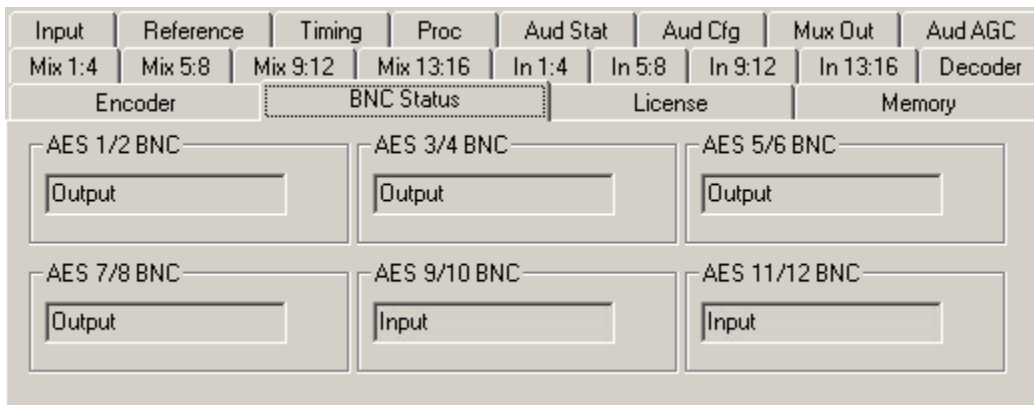 Input Reference Timing Proc Aud Stat Aud Cfg Mux Out Aud AGC
Mix 1:4 Mix 5:8 Mix 9:12 Mix 13:16 In 1:4 In 5:8 In 9:12 In 13:16 Decoder
Encoder BNC Status License Memory
AES 1/2 BNC AES 3/4 BNC AES 5/6 BNC
Output Output Output
AES 7/8 BNC AES 9/10 BNC AES 11/12 BNC
Output Input Input